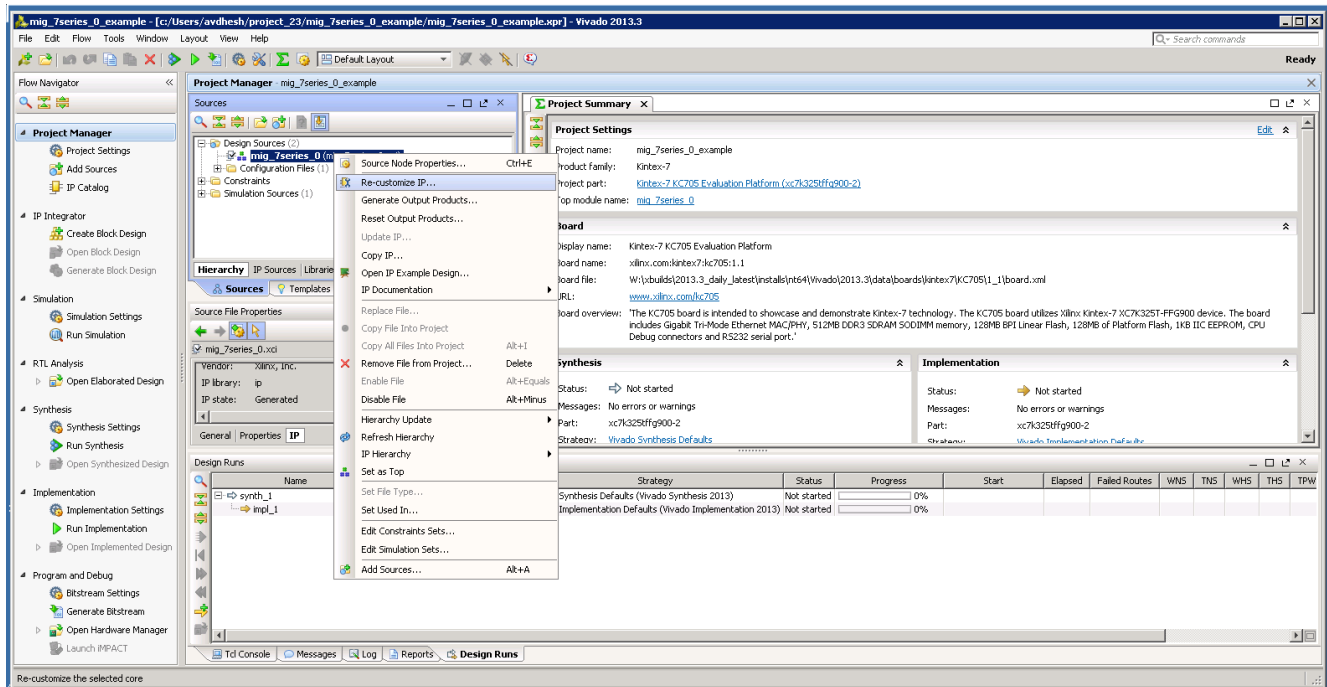 mig_7series_0_example - [c:/Users/avdhesh/project_23/mig_7series_0_example/mig_7series_0_example.xpr] - Vivado 2013.3
File Edit Flow Tools Window Layout View Help
Search commands
Default Layout
Ready
Flow Navigator
Project Manager
Project Settings
Add Sources
IP Catalog
IP Integrator
Create Block Design
Open Block Design
Generate Block Design
Simulation
Simulation Settings
Run Simulation
RTL Analysis
Open Elaborated Design
Synthesis
Synthesis Settings
Run Synthesis
Open Synthesized Design
Implementation
Implementation Settings
Run Implementation
Open Implemented Design
Program and Debug
Bitstream Settings
Generate Bitstream
Open Hardware Manager
Launch iMPACT
Project Manager - mig_7series_0_example
Sources
Design Sources (2)
mig_7series_0
Configuration Files (1)
Constraints
Simulation Sources (1)
Hierarchy IP Sources Librarie
Sources Templates
Source File Properties
mig_7series_0.xci
Vendor: Xilinx, Inc.
IP library: ip
IP state: Generated
General Properties IP
Source Node Properties... Ctrl+E
Re-customize IP...
Generate Output Products...
Reset Output Products...
Update IP...
Copy IP...
Open IP Example Design...
IP Documentation
Replace File...
Copy File Into Project
Copy All Files Into Project Alt+I
Remove File from Project... Delete
Enable File Alt+Equals
Disable File Alt+Minus
Hierarchy Update
Refresh Hierarchy
IP Hierarchy
Set as Top
Set File Type...
Set Used In...
Edit Constraints Sets...
Edit Simulation Sets...
Add Sources... Alt+A
Project Summary
Project Settings Edit
Project name: mig_7series_0_example
Product family: Kintex-7
Project part: Kintex-7 KC705 Evaluation Platform (xc7k325tffg900-2)
Top module name: mig_7series_0
Board
Display name: Kintex-7 KC705 Evaluation Platform
Board name: xilinx.com:kintex7:kc705:1.1
Board file: W:\xbuilds\2013.3_daily_latest\installs\nt64\Vivado\2013.3\data\boards\kintex7\KC705\1_1\board.xml
URL: www.xilinx.com/kc705
Board overview: 'The KC705 board is intended to showcase and demonstrate Kintex-7 technology. The KC705 board utilizes Xilinx Kintex-7 XC7K325T-FFG900 device. The board
includes Gigabit Tri-Mode Ethernet MAC/PHY, 512MB DDR3 SDRAM SODIMM memory, 128MB BPI Linear Flash, 128MB of Platform Flash, 1KB IIC EEPROM, CPU
Debug connectors and RS232 serial port.'
Synthesis
Status: Not started
Messages: No errors or warnings
Part: xc7k325tffg900-2
Strategy: Vivado Synthesis Defaults
Implementation
Status: Not started
Messages: No errors or warnings
Part: xc7k325tffg900-2
Strategy: Vivado Implementation Defaults
Design Runs
Name Strategy Status Progress Start Elapsed Failed Routes WNS TNS WHS THS TPW
synth_1 Synthesis Defaults (Vivado Synthesis 2013) Not started 0%
impl_1 Implementation Defaults (Vivado Implementation 2013) Not started 0%
Tcl Console Messages Log Reports Design Runs
Re-customize the selected core